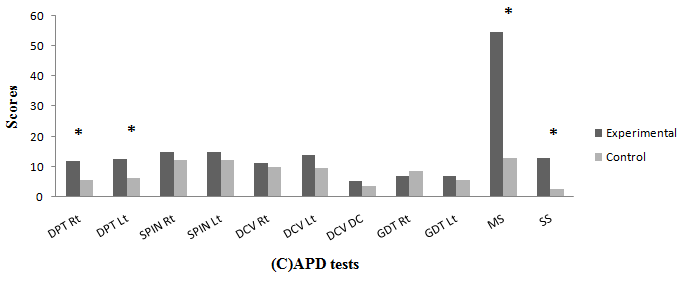 60
50
40
30
20
10
0
Scores
*
*
*
*
DPT Rt
DPT Lt
SPIN Rt
SPIN Lt
DCV Rt
DCV Lt
DCV DC
GDT Rt
GDT Lt
MS
SS
(C)APD tests
Experimental
Control